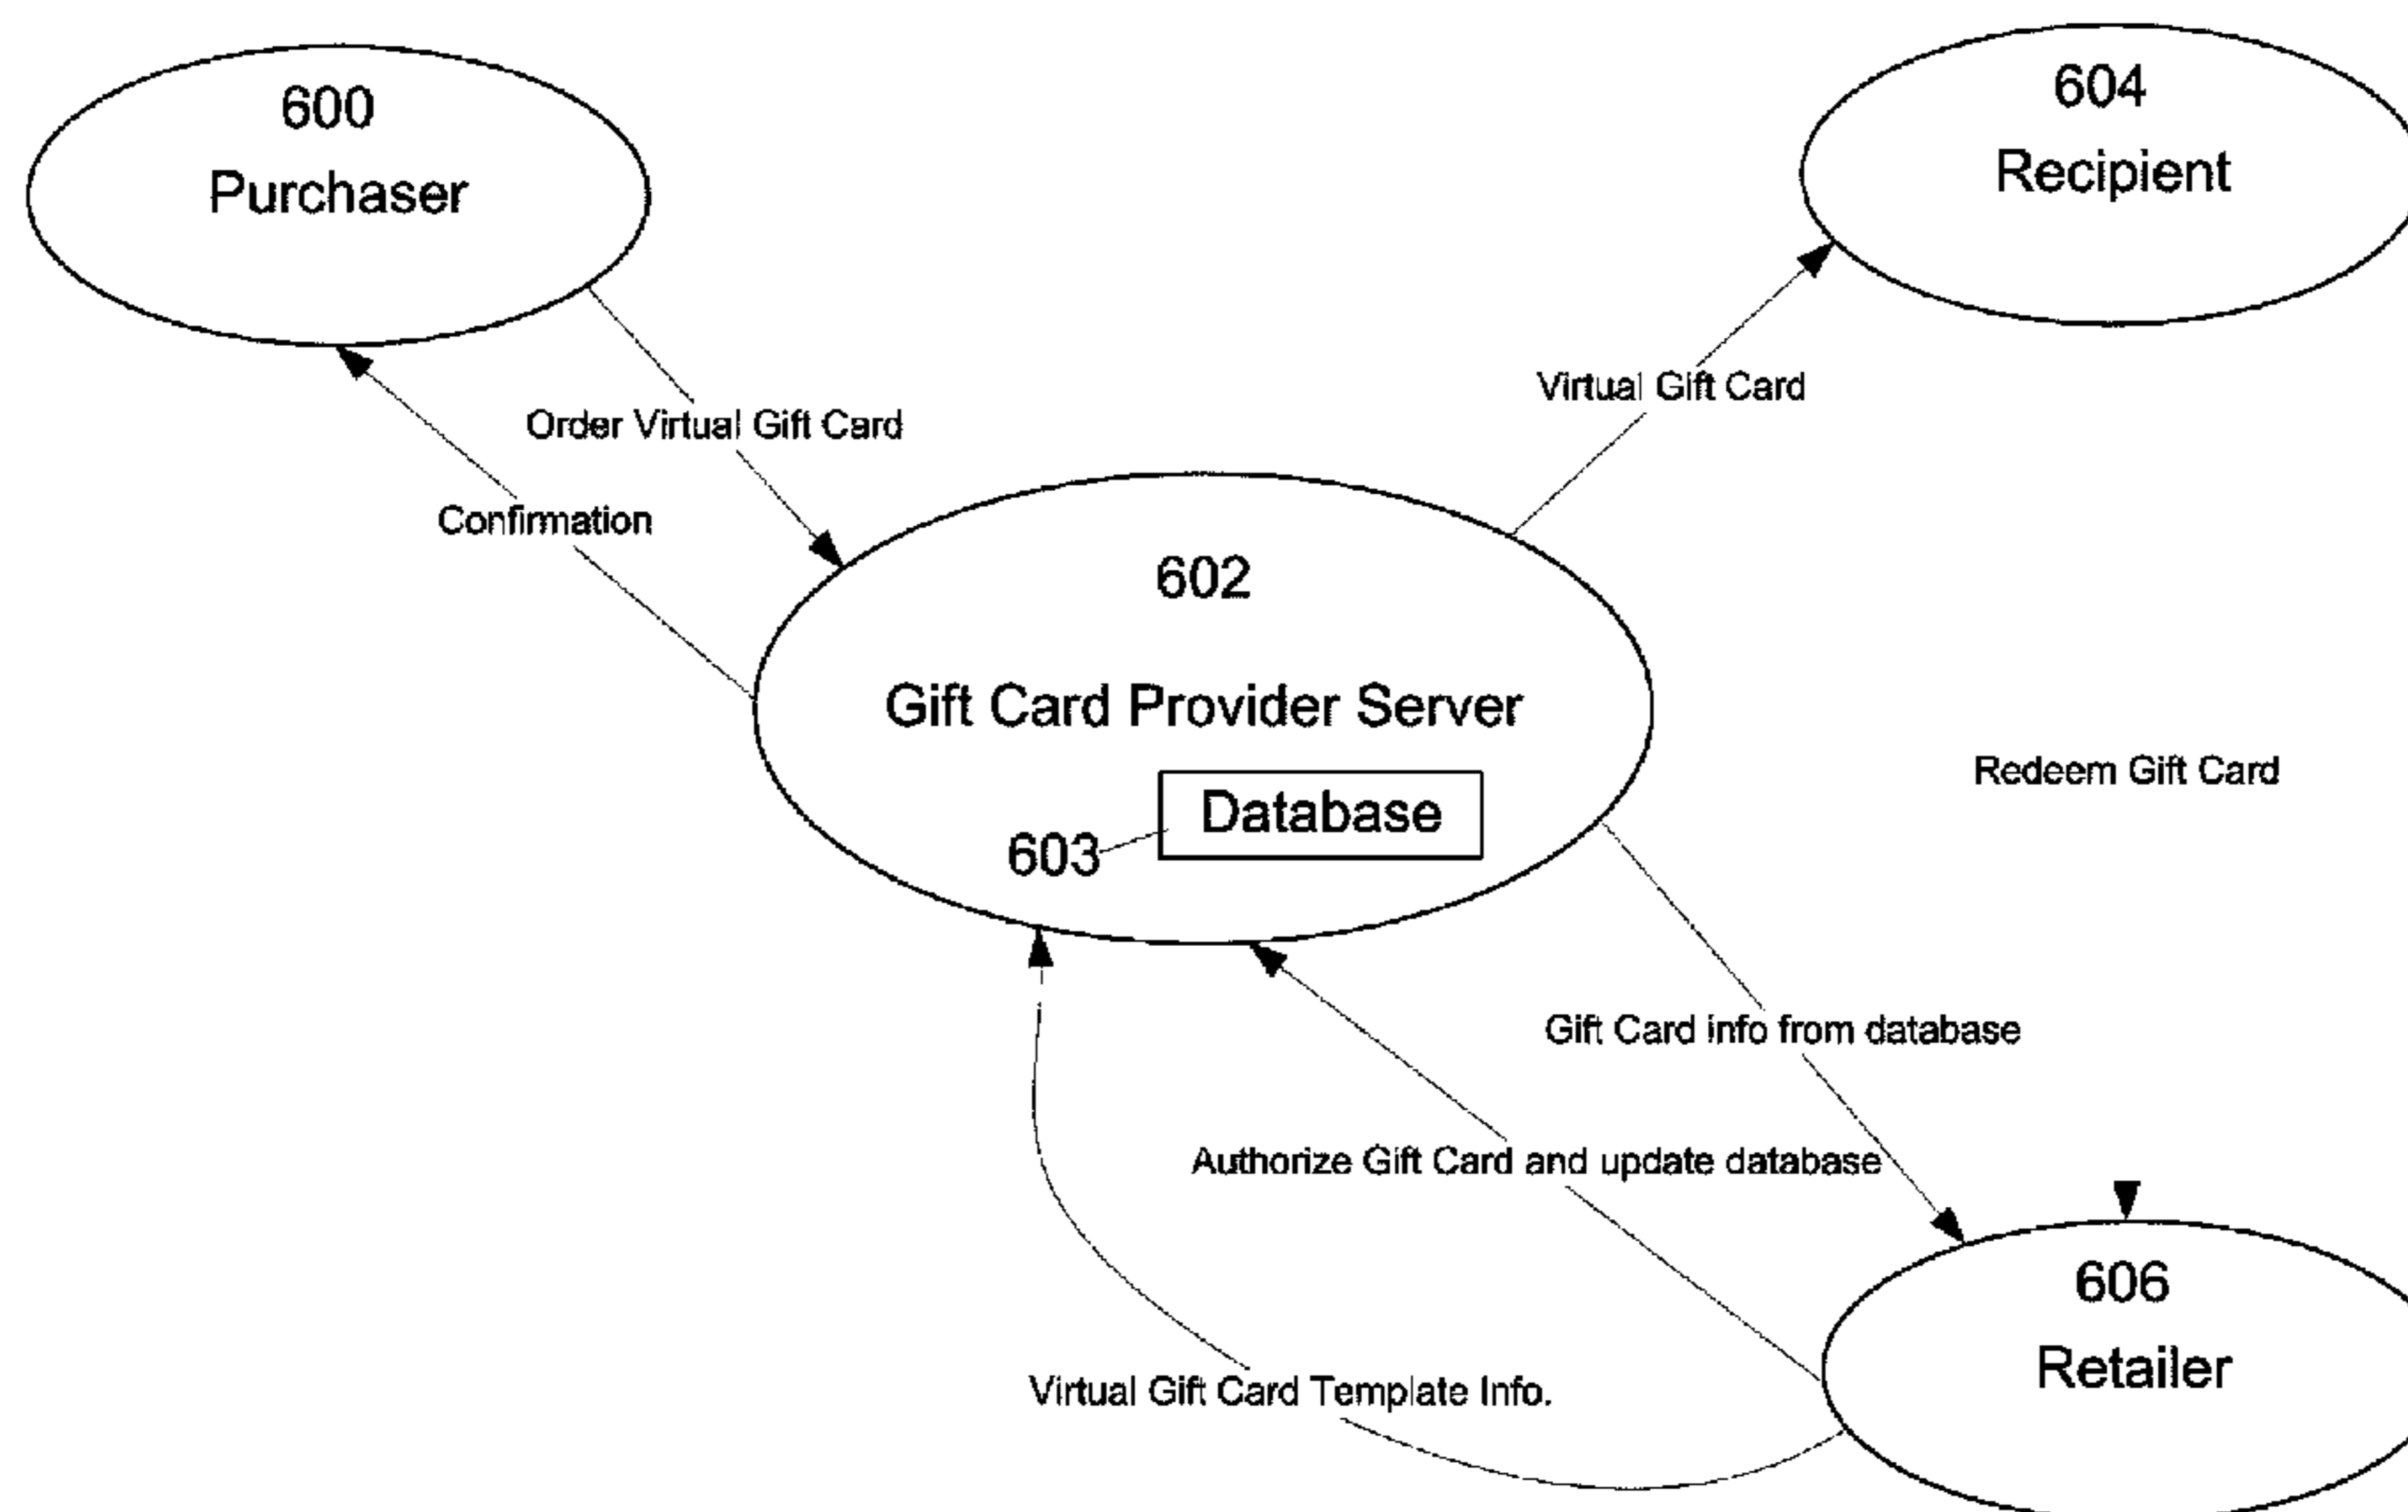 600
Purchaser
604
Recipient
Virtual Gift Card
Order Virtual Gift Card
Confirmation
602
Gift Card Provider Server
Database
603
Redeem Gift Card
Gift Card info from database
Authorize Gift Card and update database
606
Retailer
Virtual Gift Card Template Info.